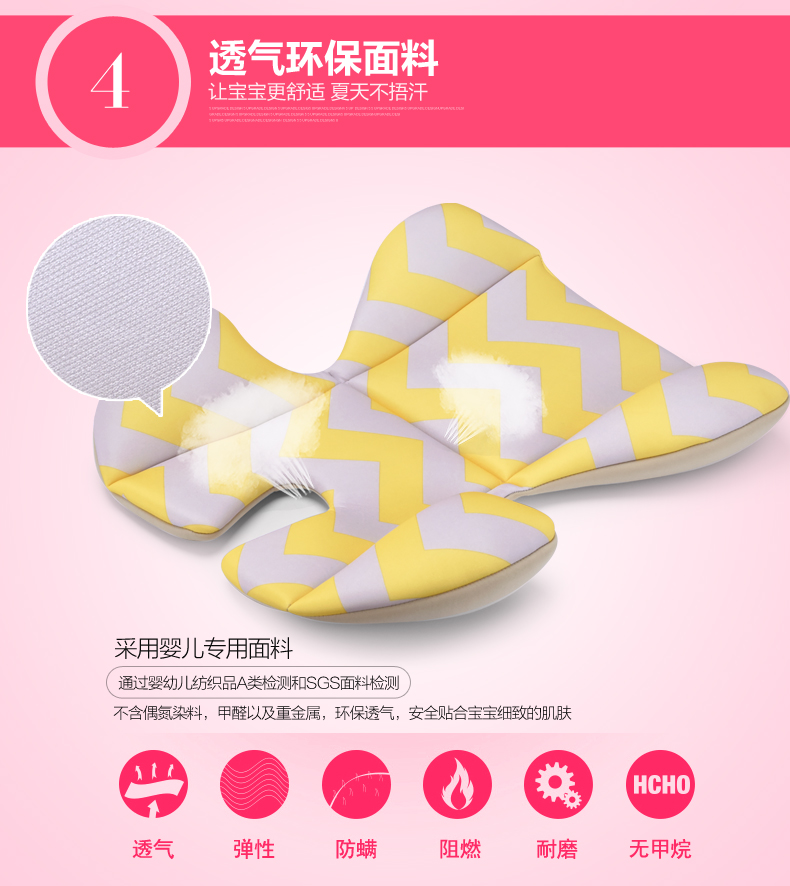 4
透气环保面料
让宝宝更舒适 夏天不捂汗
采用婴儿专用面料
通过婴幼儿纺织品A类检测和SGS面料检测
不含偶氮染料，甲醛以及重金属，环保透气，安全贴合宝宝细致的肌肤
HCHO
透气 弹性 防螨 阻燃 耐磨 无甲烷